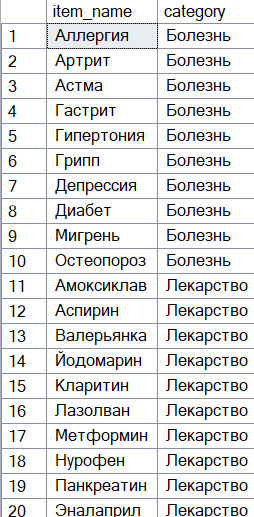 item_name category
1 Аллергия Болезнь
2 Артрит Болезнь
3 Астма Болезнь
4 Гастрит Болезнь
5 Гипертония Болезнь
6 Грипп Болезнь
7 Депрессия Болезнь
8 Диабет Болезнь
9 Мигрень Болезнь
10 Остеопороз Болезнь
11 Амоксиклав Лекарство
12 Аспирин Лекарство
13 Валерьянка Лекарство
14 Йодомарин Лекарство
15 Кларитин Лекарство
16 Лазолван Лекарство
17 Метформин Лекарство
18 Нурофен Лекарство
19 Панкреатин Лекарство
20 Эналаприл Лекарство